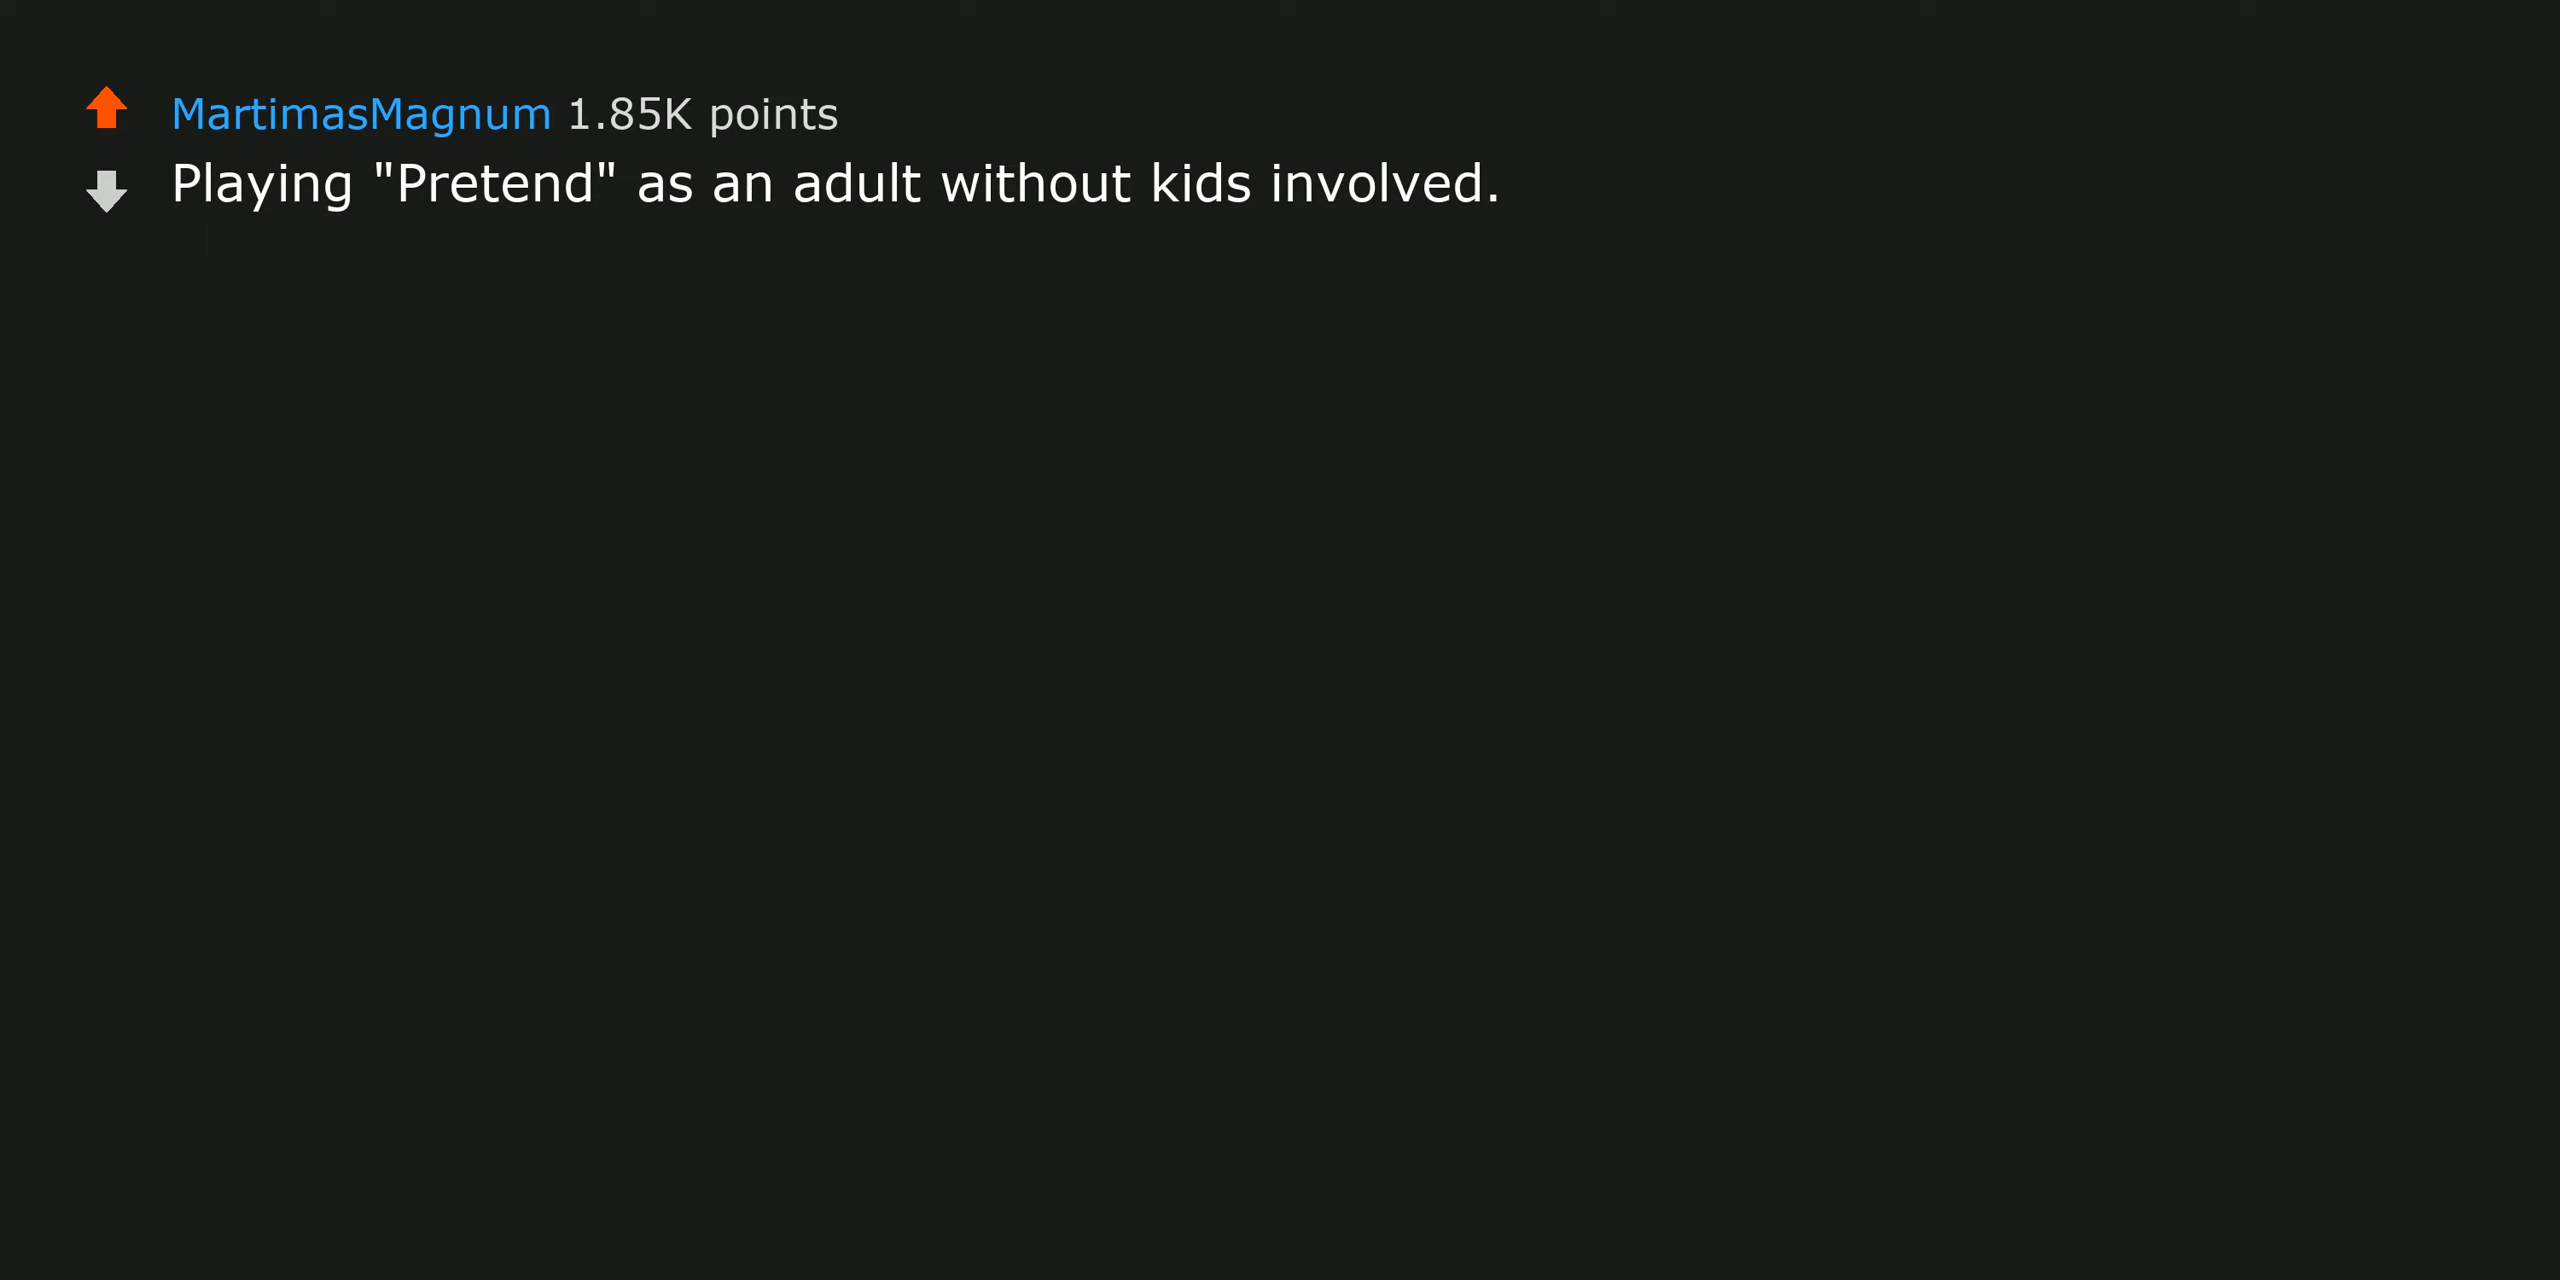 MartimasMagnum 1.85K points
Playing "Pretend" as an adult without kids involved.